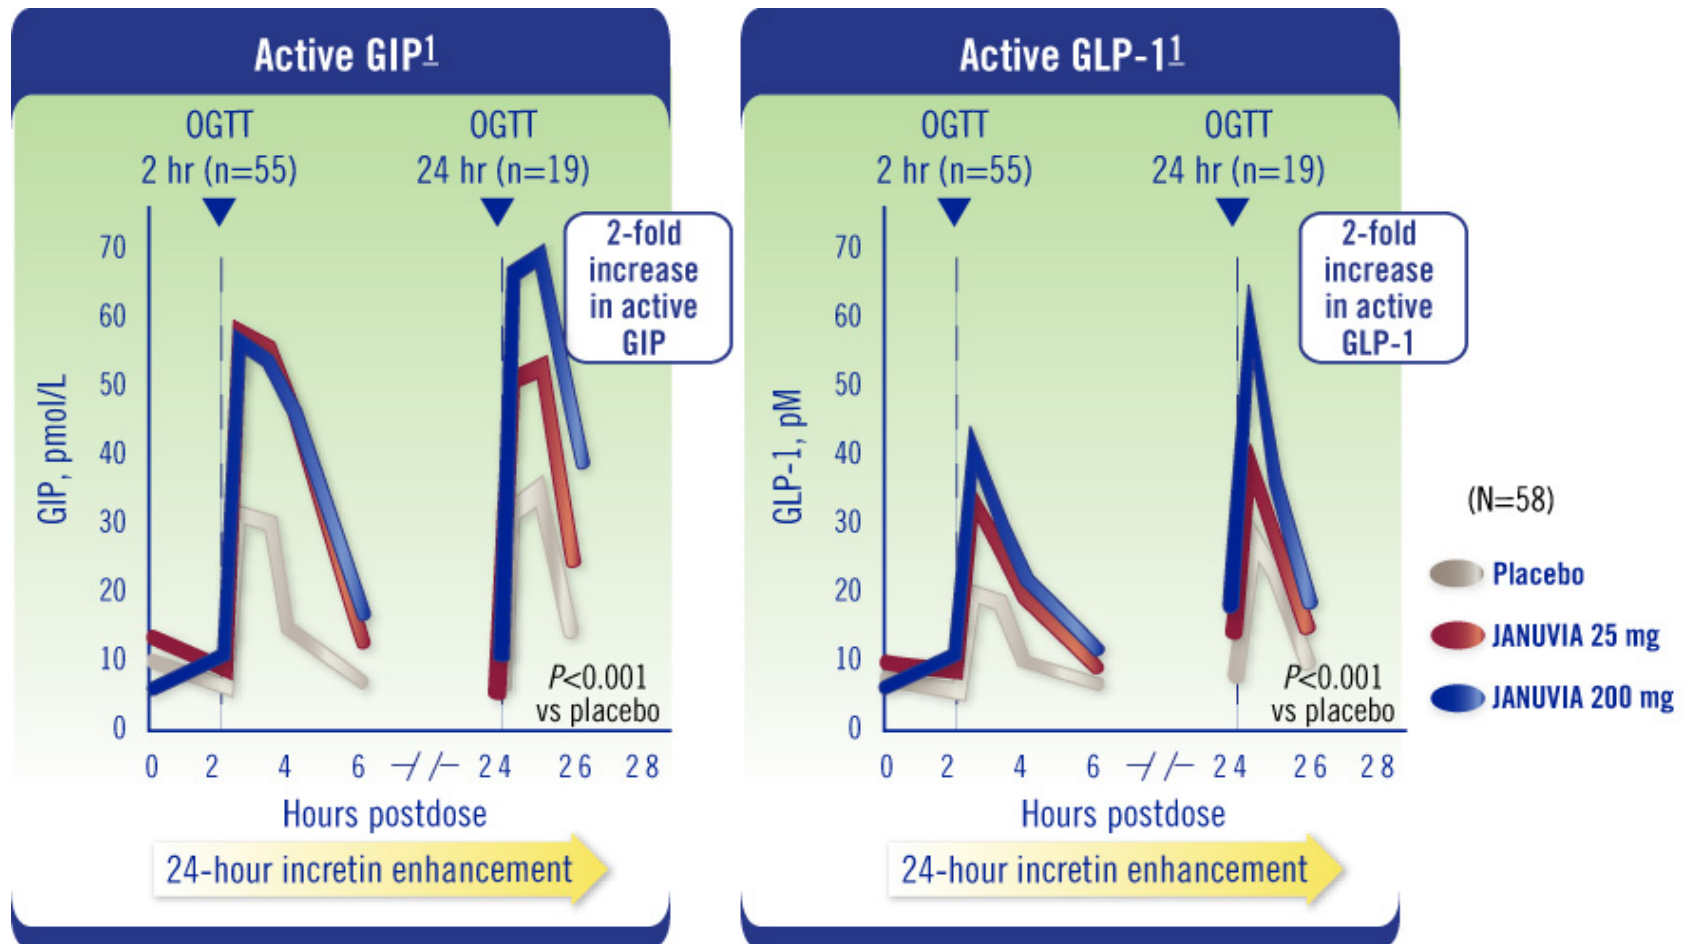 Active GIP1
OGTT
2 hr (n=55)
OGTT
24 hr (n=19)
2-fold
increase
in active
GIP
GIP, pmol/L
70
60
50
40
30
20
10
0
P<0.001
vs placebo
0 2 4 6 -/ /- 24 26 28
Hours postdose
24-hour incretin enhancement
Active GLP-11
OGTT
2 hr (n=55)
OGTT
24 hr (n=19)
2-fold
increase
in active
GLP-1
GLP-1, pM
70
60
50
40
30
20
10
0
P<0.001
vs placebo
0 2 4 6 -/ /- 24 26 28
Hours postdose
24-hour incretin enhancement
(N=58)
Placebo
JANUVIA 25 mg
JANUVIA 200 mg